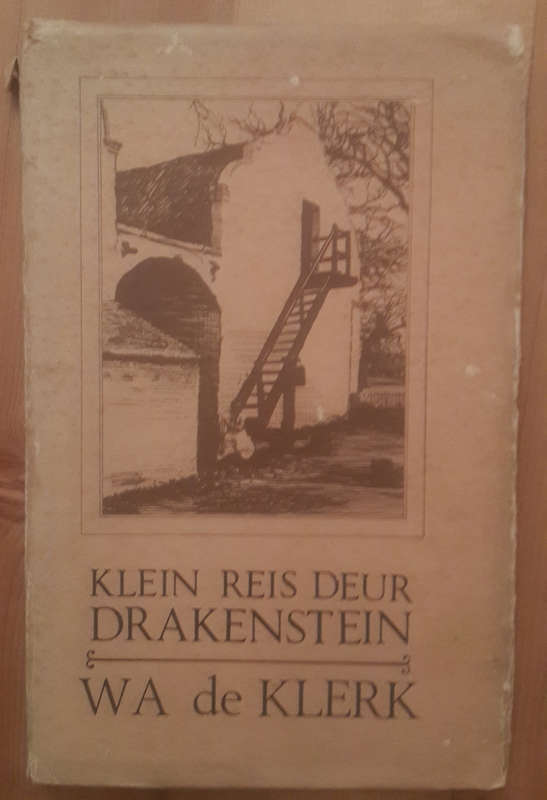 KLEIN REIS DEUR
DRAKENSTEIN
WA de KLERK